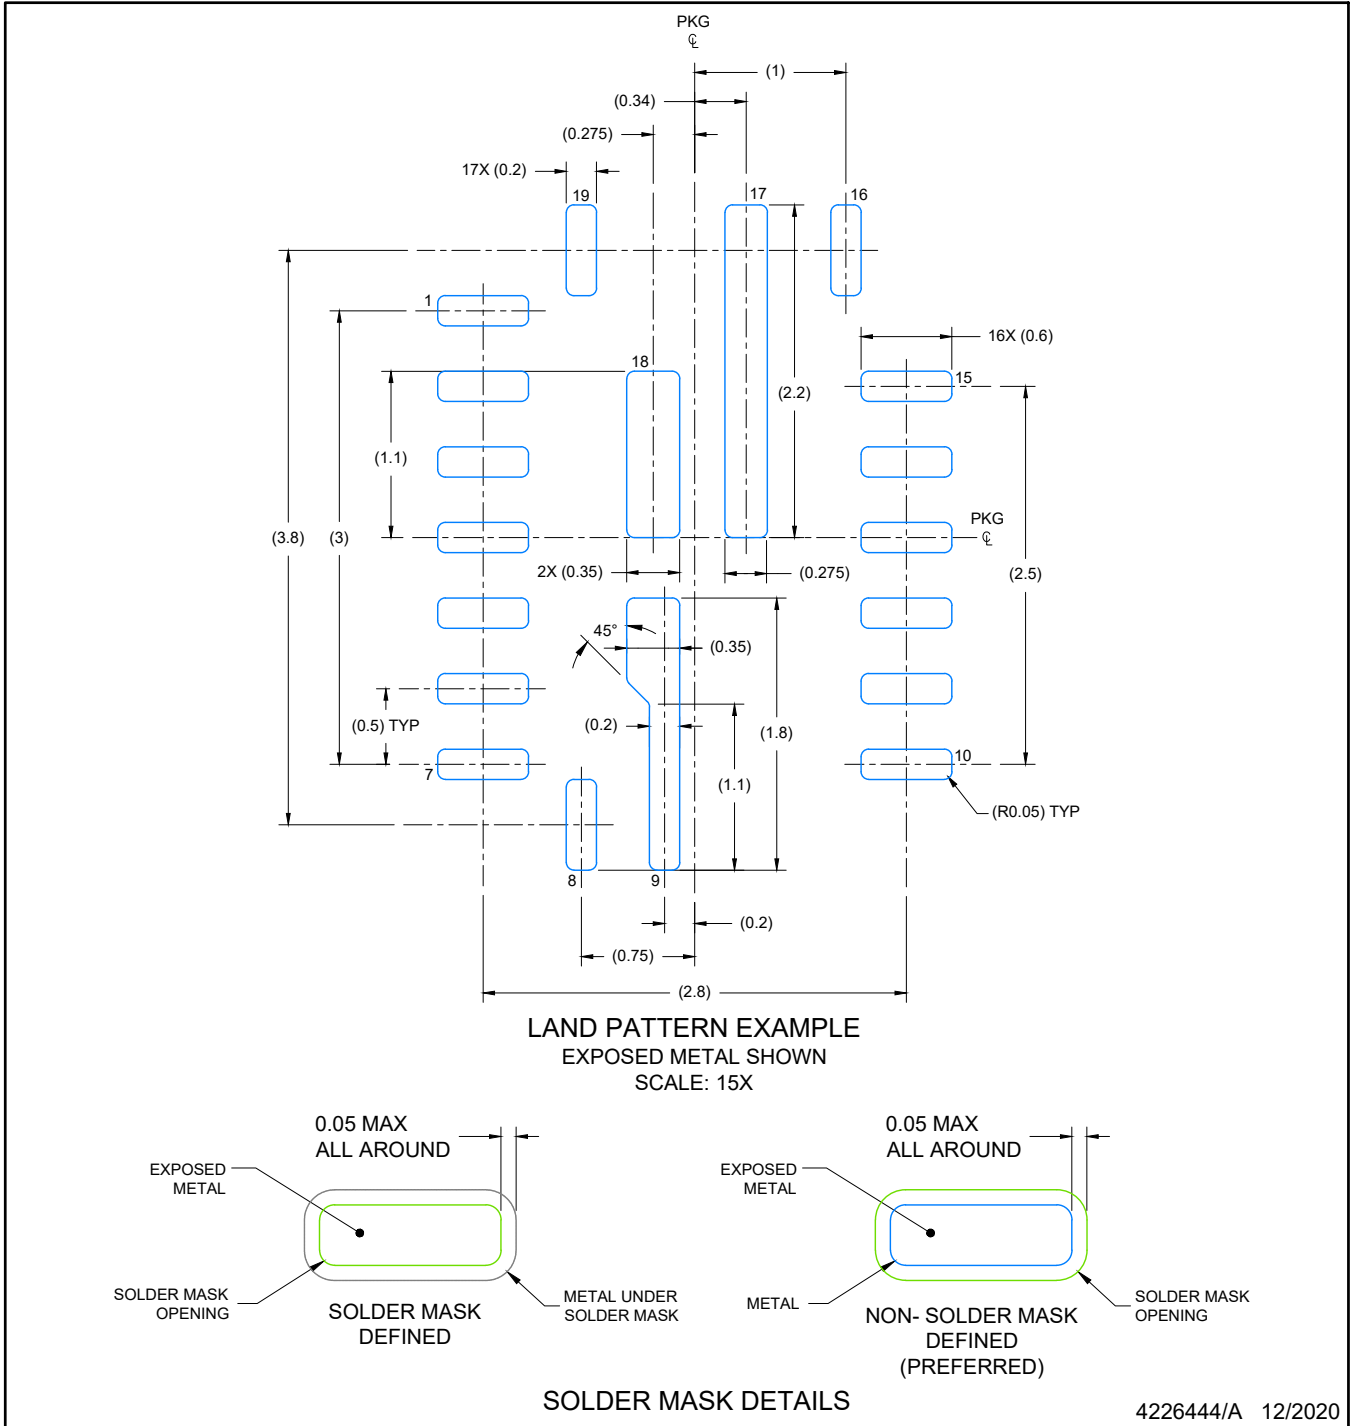 PKG
℄
(1)
(0.34)
(0.275)
17X (0.2)
19
17
16
1
16X (0.6)
18
15
(2.2)
(1.1)
(3.8)
(3)
PKG
℄
2X (0.35)
(0.275)
(2.5)
45°
(0.35)
(0.5) TYP
(0.2)
(1.8)
7
10
(1.1)
(R0.05) TYP
8
9
(0.2)
(0.75)
(2.8)
LAND PATTERN EXAMPLE
EXPOSED METAL SHOWN
SCALE: 15X
0.05 MAX
ALL AROUND
EXPOSED
METAL
SOLDER MASK
OPENING
METAL UNDER
SOLDER MASK
SOLDER MASK
DEFINED
0.05 MAX
ALL AROUND
EXPOSED
METAL
METAL
SOLDER MASK
OPENING
NON- SOLDER MASK
DEFINED
(PREFERRED)
SOLDER MASK DETAILS
4226444/A 12/2020